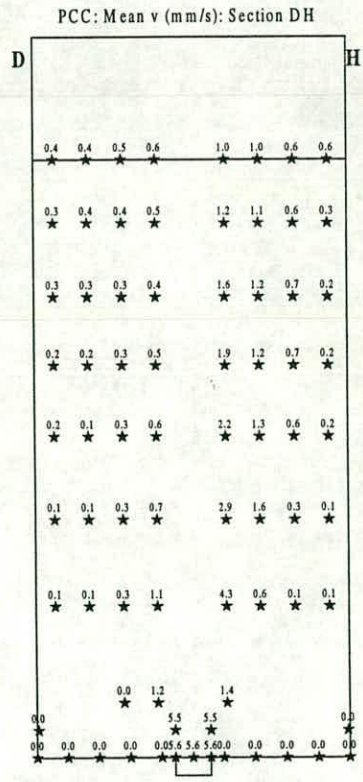 PCC: Mean v (mm/s): Section DH
D H
0.4 0.4 0.5 0.6 1.0 1.0 0.6 0.6
0.3 0.4 0.4 0.5 1.2 1.1 0.6 0.3
0.3 0.3 0.3 0.4 1.6 1.2 0.7 0.2
0.2 0.2 0.3 0.5 1.9 1.2 0.7 0.2
0.2 0.1 0.3 0.6 2.2 1.3 0.6 0.2
0.1 0.1 0.3 0.7 2.9 1.6 0.3 0.1
0.1 0.1 0.3 1.1 4.3 0.6 0.1 0.1
0.0 1.2 1.4
0.0 5.5 5.5 0.0
0.0 0.0 0.0 0.0 0.0 5.6 5.6 5.6 0.0 0.0 0.0 0.0 0.0